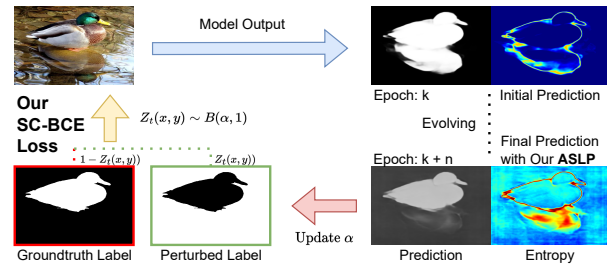 Model Output
Our
SC-BCE
Loss
Z_t(x, y) ∼ B(α, 1)
1 − Z_t(x, y))
Z_t(x, y))
Epoch: k
Initial Prediction
Evolving
Final Prediction
with Our ASLP
Epoch: k + n
Update α
Groundtruth Label
Perturbed Label
Prediction
Entropy